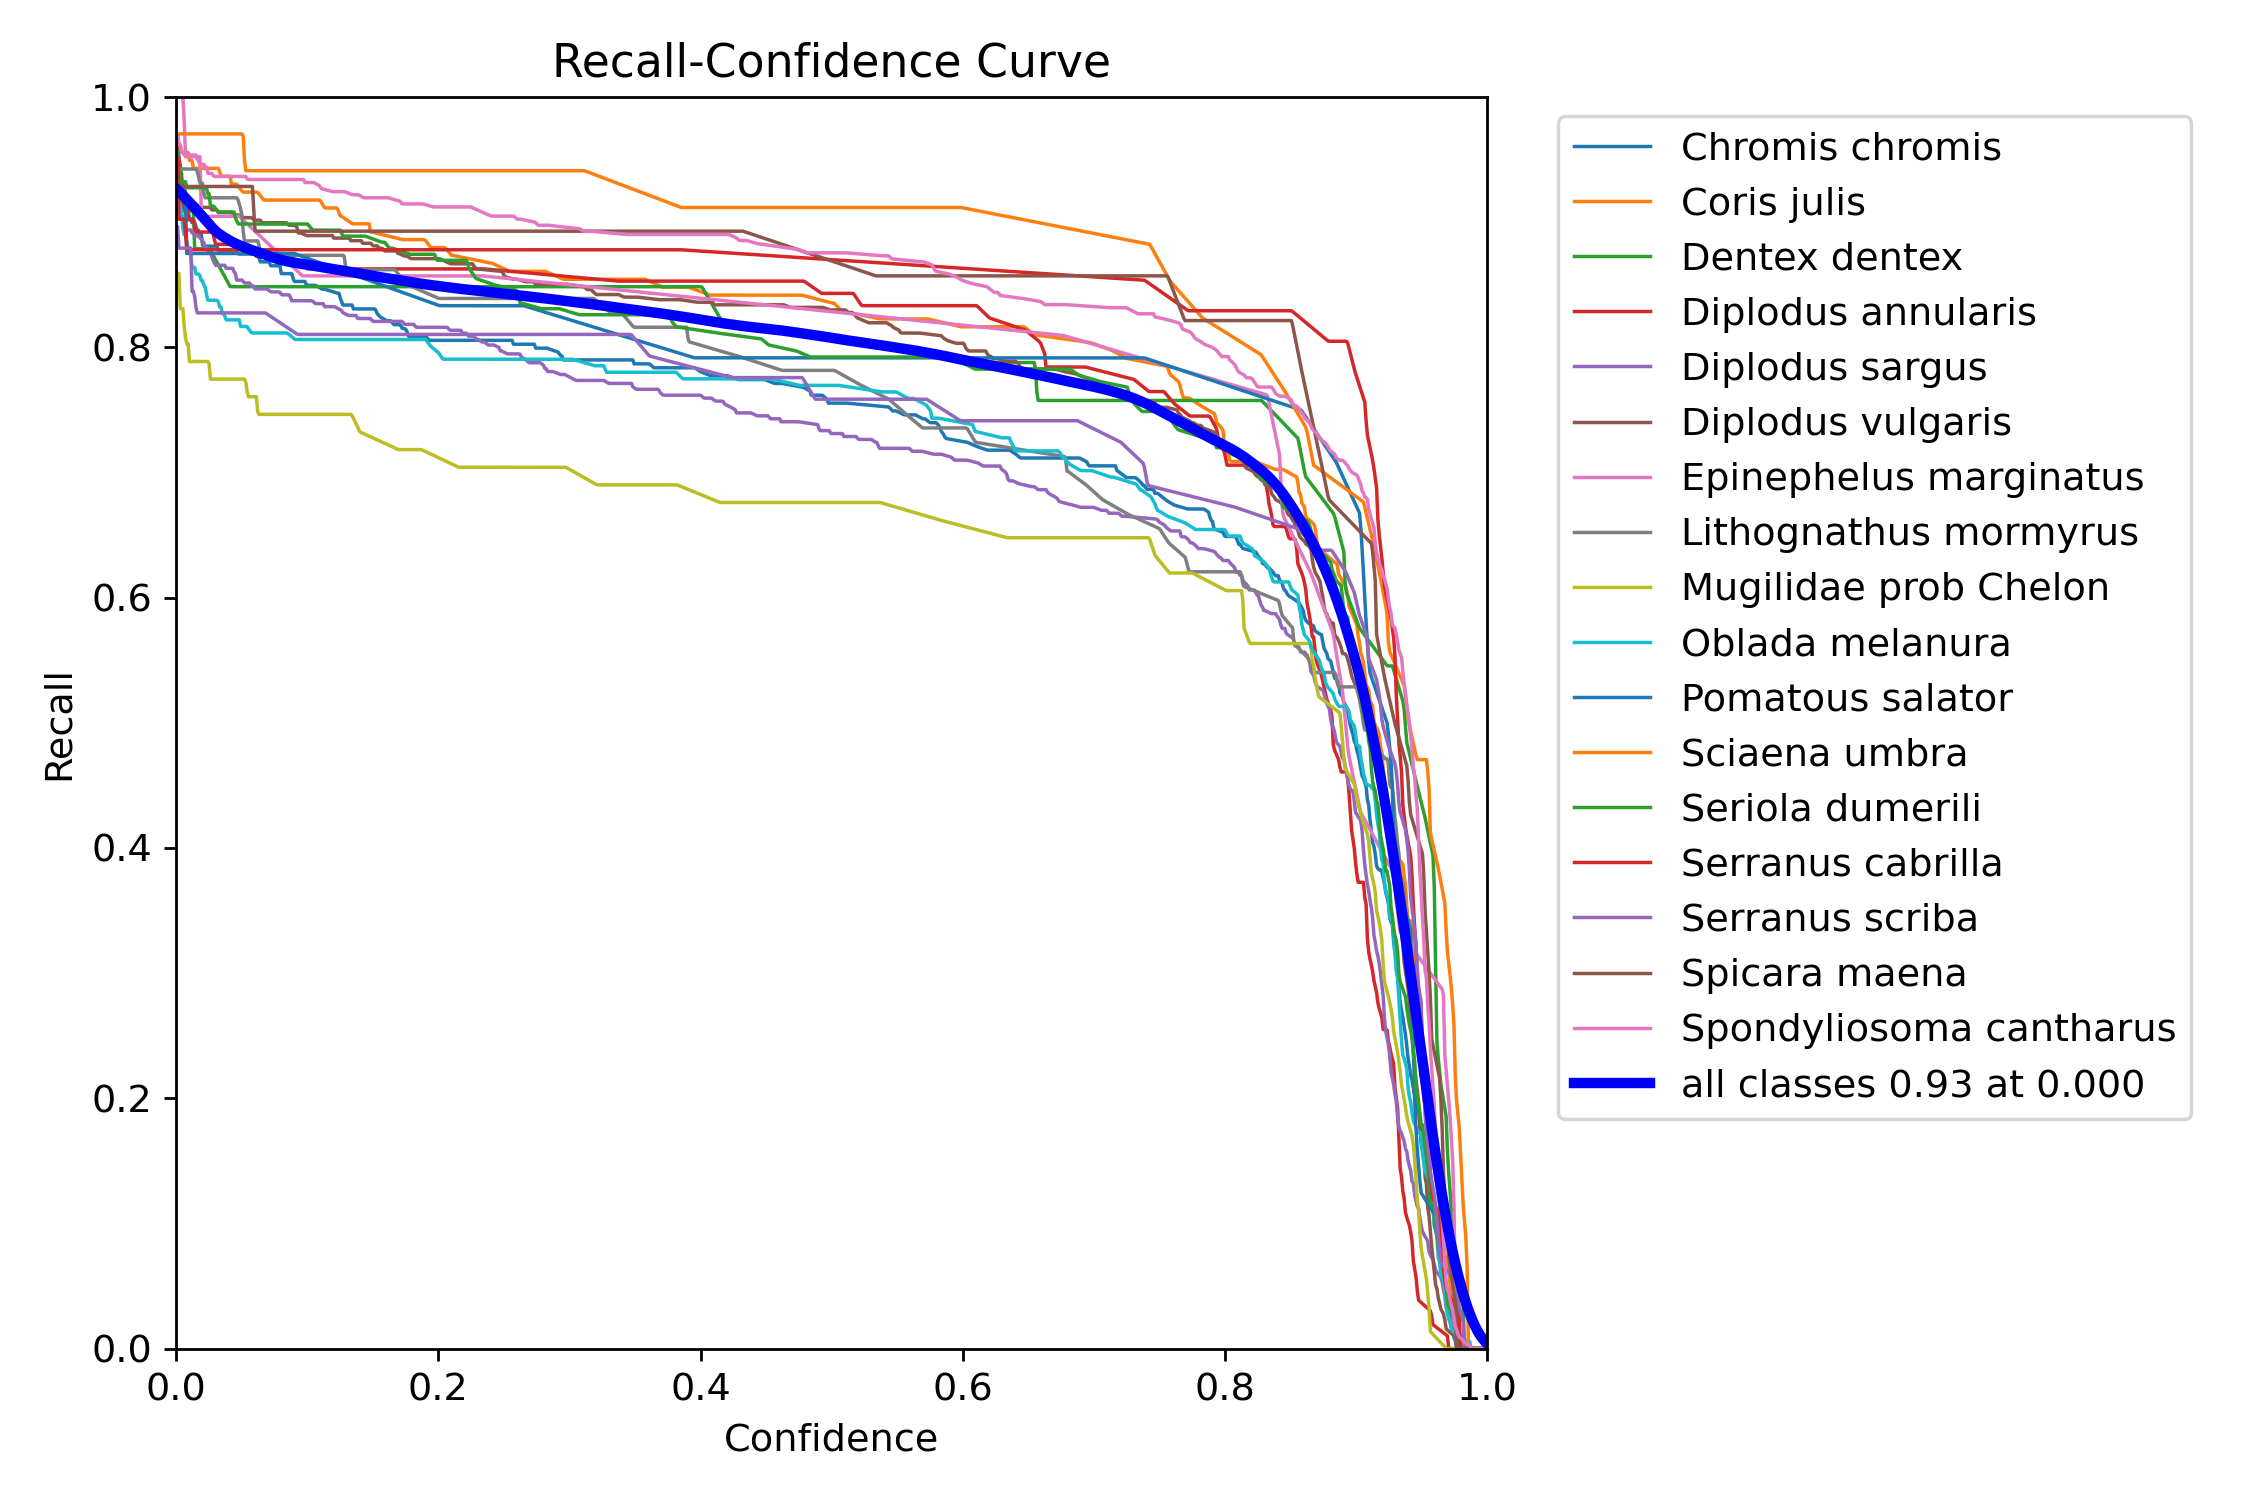 Recall-Confidence Curve
1.0
0.8
0.6
0.4
0.2
0.0
Recall
0.0 0.2 0.4 0.6 0.8 1.0
Confidence
Chromis chromis
Coris julis
Dentex dentex
Diplodus annularis
Diplodus sargus
Diplodus vulgaris
Epinephelus marginatus
Lithognathus mormyrus
Mugilidae prob Chelon
Oblada melanura
Pomatous salator
Sciaena umbra
Seriola dumerili
Serranus cabrilla
Serranus scriba
Spicara maena
Spondyliosoma cantharus
all classes 0.93 at 0.000